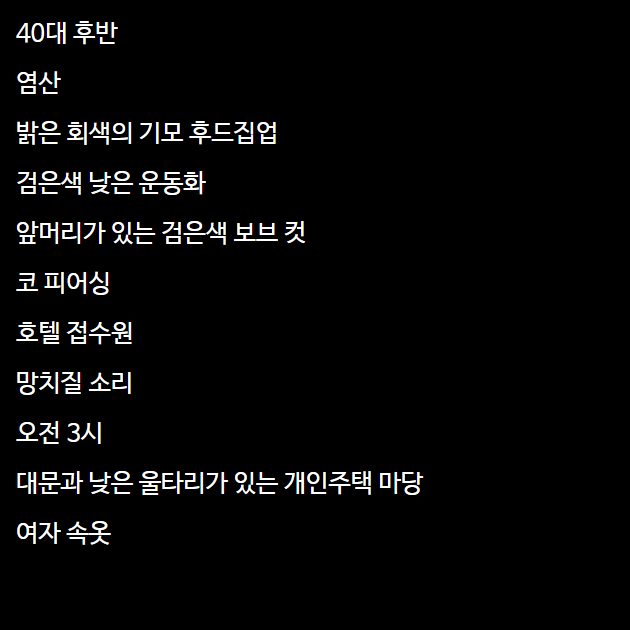 40대 후반
염산
밝은 회색의 기모 후드집업
검은색 낮은 운동화
앞머리가 있는 검은색 보브 컷
코 피어싱
호텔 접수원
망치질 소리
오전 3시
대문과 낮은 울타리가 있는 개인주택 마당
여자 속옷